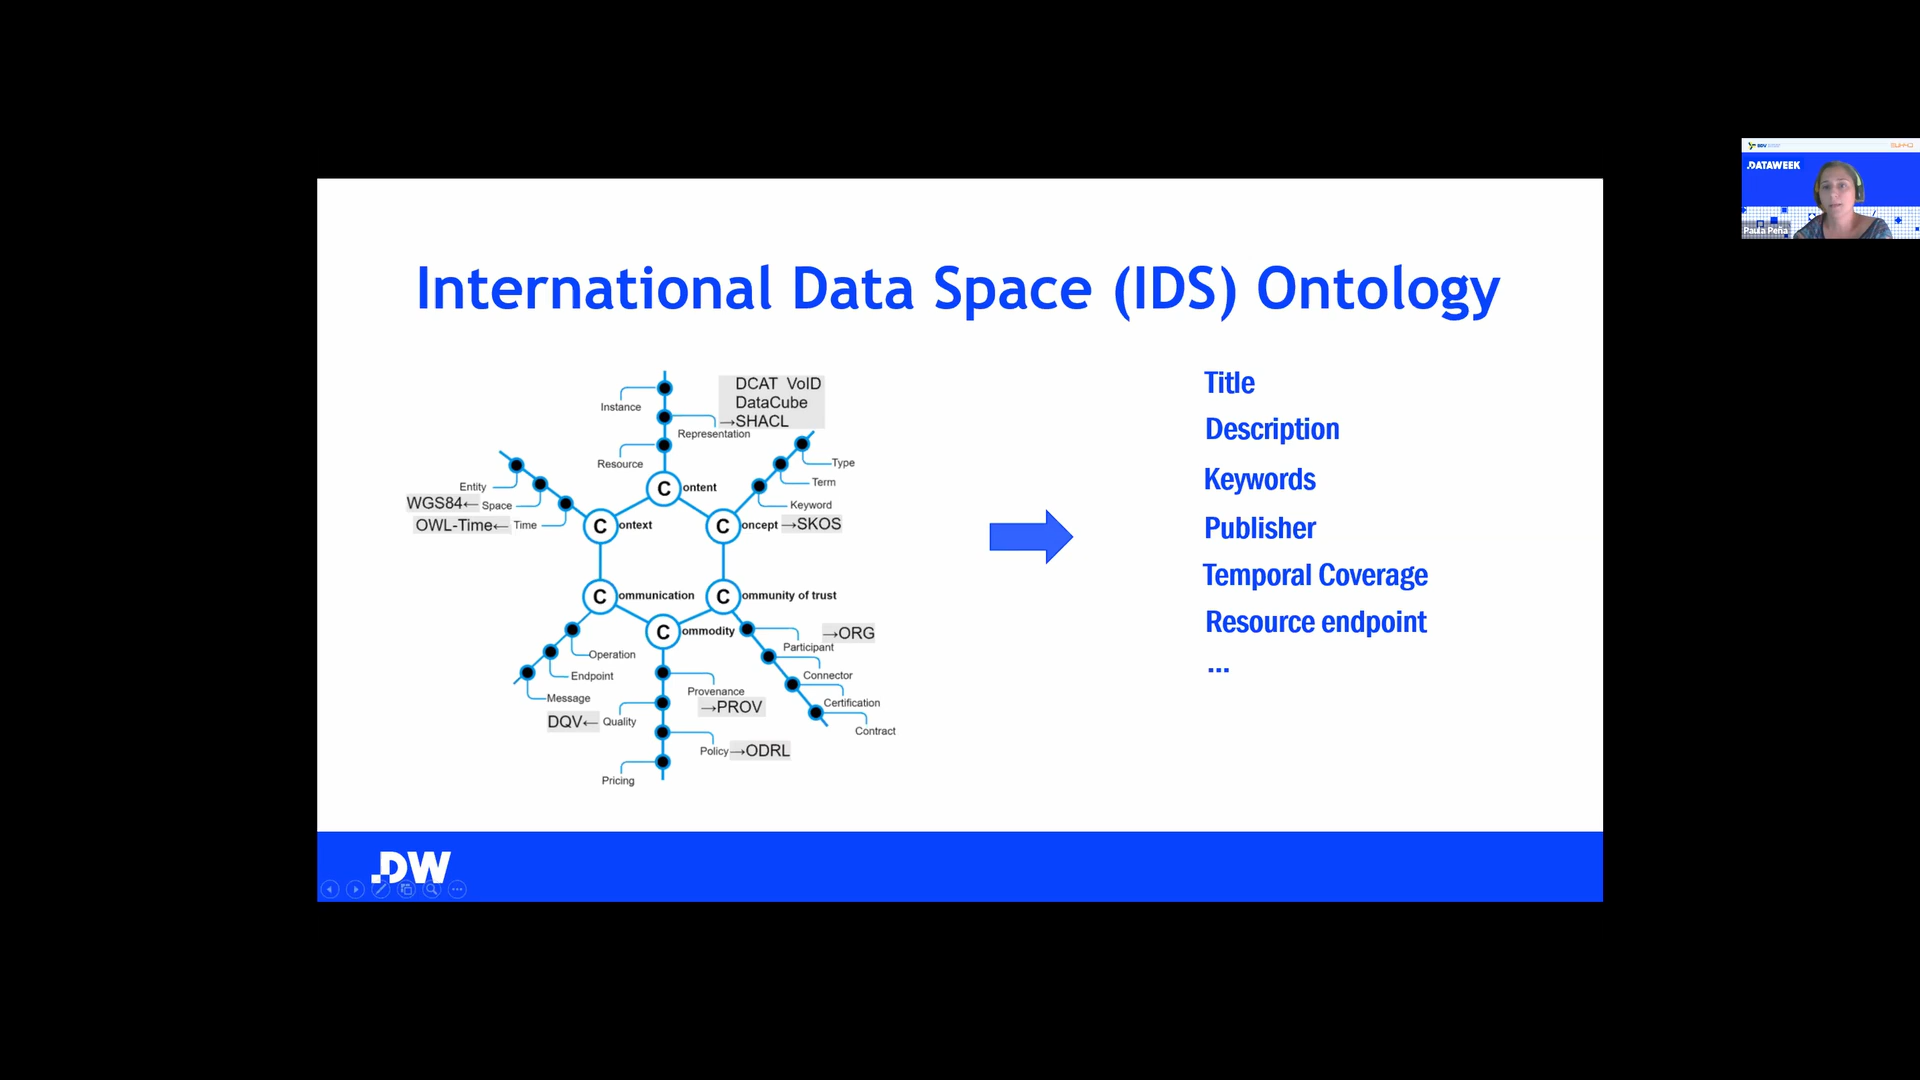 International Data Space (IDS) Ontology
Instance
DCAT VoID
DataCube
→SHACL
Representation
Resource
Type
Term
Keyword
Entity
WGS84← Space
OWL-Time← Time
Content
Context
Concept →SKOS
Communication
Community of trust
Commodity
→ORG
Participant
Connector
Certification
Contract
Operation
Endpoint
Message
Provenance
→PROV
DQV← Quality
Policy →ODRL
Pricing
Title
Description
Keywords
Publisher
Temporal Coverage
Resource endpoint
...
.DW
.DATAWEEK
Paula Peña